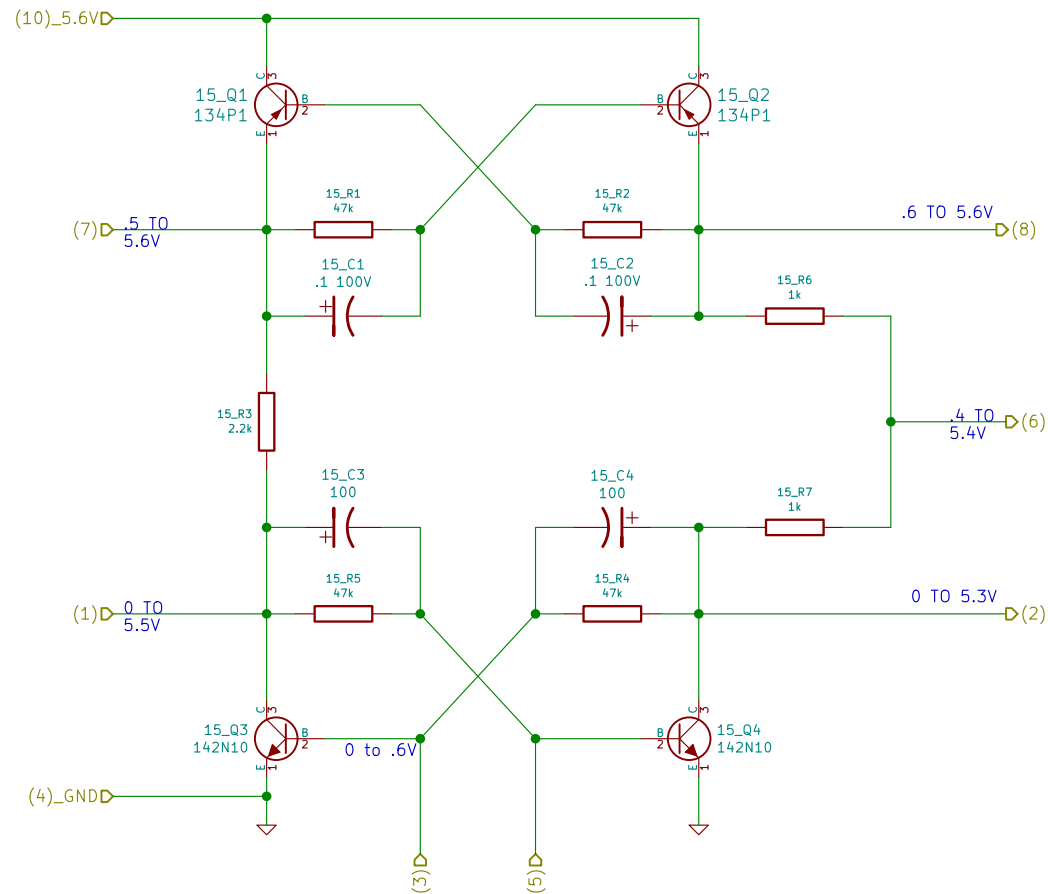 (10)_5.6V
C
3
15_Q1
134P1
B
2
E
1
C
3
15_Q2
134P1
B
2
E
1
15_R1
47k
15_R2
47k
(7)
.5 TO
5.6V
.6 TO 5.6V
(8)
15_C1
.1 100V
+
15_C2
.1 100V
+
15_R6
1k
15_R3
2.2k
.4 TO
5.4V
(6)
15_C3
100
+
15_C4
100
+
15_R7
1k
15_R5
47k
15_R4
47k
(1)
0 TO
5.5V
0 TO 5.3V
(2)
C
3
15_Q3
142N10
B
2
E
1
0 to .6V
C
3
15_Q4
142N10
B
2
E
1
(4)_GND
(3)
(5)